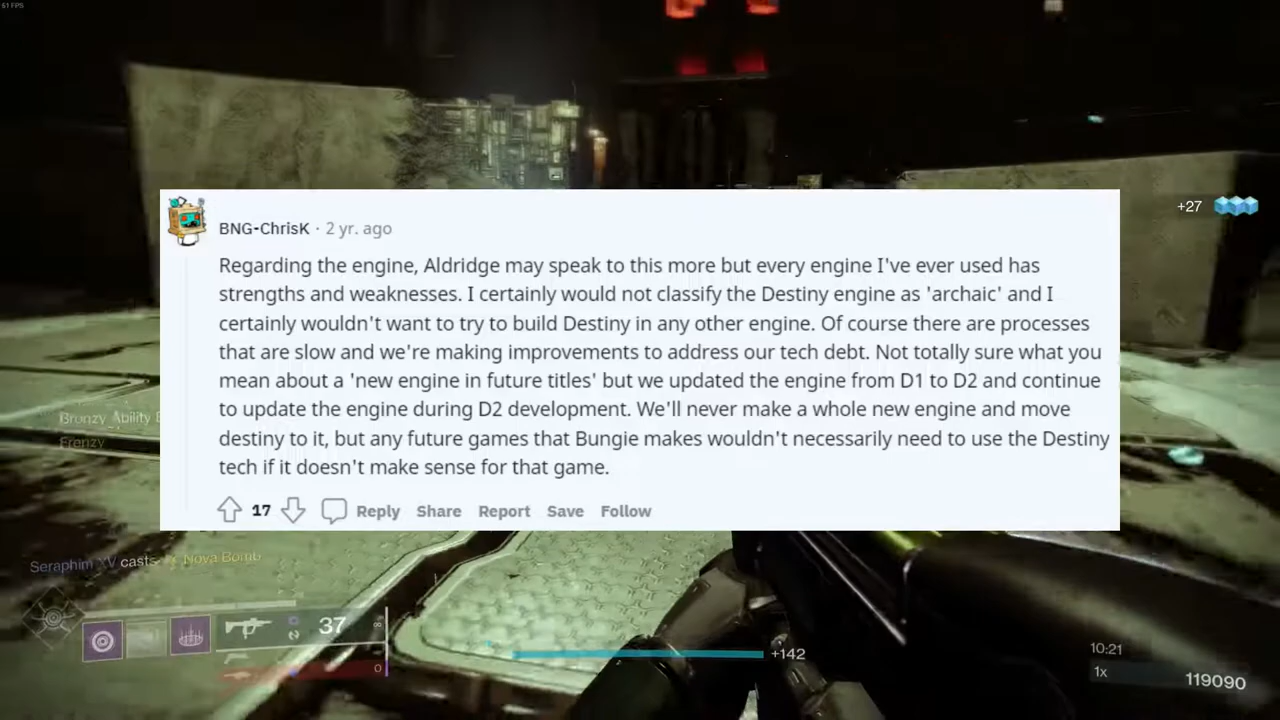 51 FPS
+27
BNG-ChrisK · 2 yr. ago
Regarding the engine, Aldridge may speak to this more but every engine I've ever used has
strengths and weaknesses. I certainly would not classify the Destiny engine as 'archaic' and I
certainly wouldn't want to try to build Destiny in any other engine. Of course there are processes
that are slow and we're making improvements to address our tech debt. Not totally sure what you
mean about a 'new engine in future titles' but we updated the engine from D1 to D2 and continue
to update the engine during D2 development. We'll never make a whole new engine and move
destiny to it, but any future games that Bungie makes wouldn't necessarily need to use the Destiny
tech if it doesn't make sense for that game.
17 Reply Share Report Save Follow
Bronzy Ability
Frenzy
Seraphim XV casts Nova Bomb
37
0
+142
10:21
1x
119090